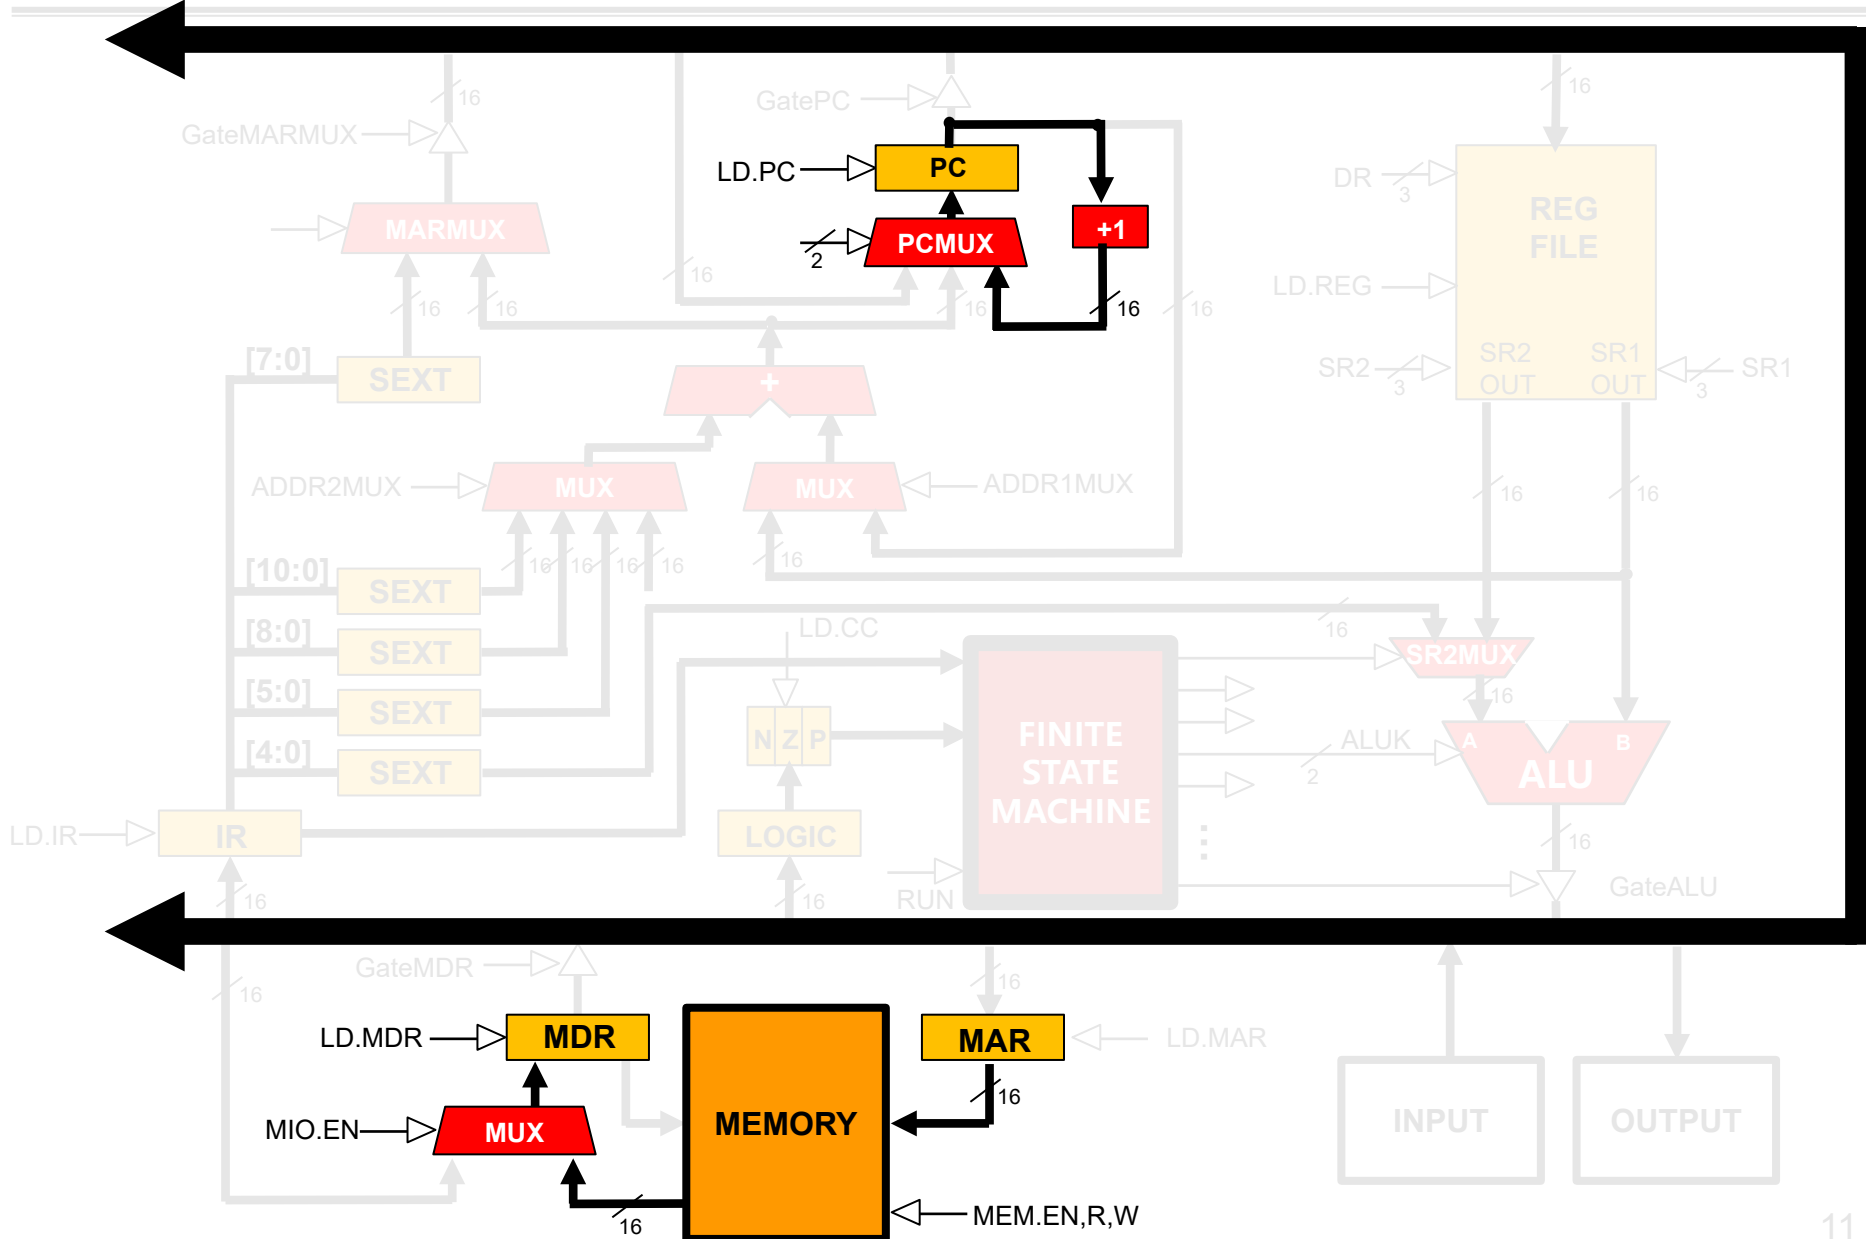 16
16
GatePC
GateMARMUX
LD.PC
PC
DR
3
REG
FILE
MARMUX
2
PCMUX
+1
16
16
16
16
16
16
LD.REG
[7:0]
SEXT
+
SR2
3
SR2
OUT
SR1
OUT
3
SR1
ADDR2MUX
MUX
MUX
ADDR1MUX
16
16
16
16
16
16
16
[10:0]
SEXT
[8:0]
SEXT
[5:0]
SEXT
[4:0]
SEXT
LD.CC
16
SR2MUX
16
N Z P
FINITE
STATE
MACHINE
2
ALUK
A
B
ALU
LD.IR
IR
LOGIC
16
16
16
RUN
GateALU
GateMDR
16
16
LD.MDR
MDR
MAR
LD.MAR
16
MIO.EN
MUX
MEMORY
INPUT
OUTPUT
16
MEM.EN,R,W
11